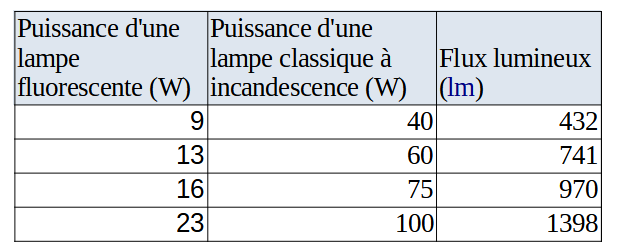 Puissance d'une lampe fluorescente (W) Puissance d'une lampe classique à incandescence (W) Flux lumineux (lm)
9 40 432
13 60 741
16 75 970
23 100 1398